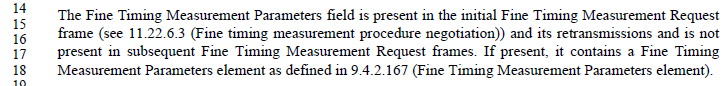 14
15 The Fine Timing Measurement Parameters field is present in the initial Fine Timing Measurement Request
16 frame (see 11.22.6.3 (Fine timing measurement procedure negotiation)) and its retransmissions and is not
17 present in subsequent Fine Timing Measurement Request frames. If present, it contains a Fine Timing
18 Measurement Parameters element as defined in 9.4.2.167 (Fine Timing Measurement Parameters element).
19